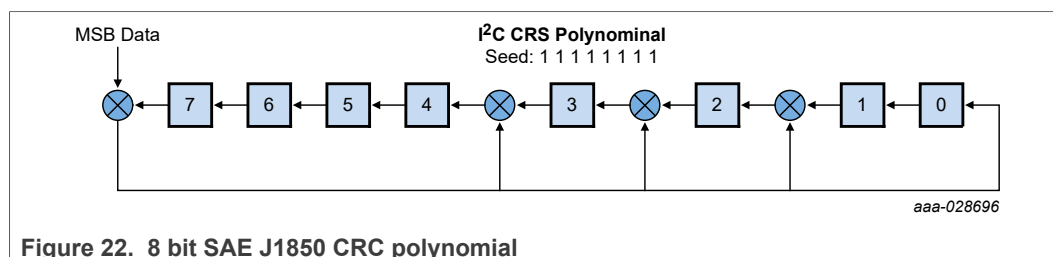 MSB Data
I²C CRS Polynominal
Seed: 1 1 1 1 1 1 1 1
7 6 5 4 3 2 1 0
aaa-028696
Figure 22. 8 bit SAE J1850 CRC polynomial